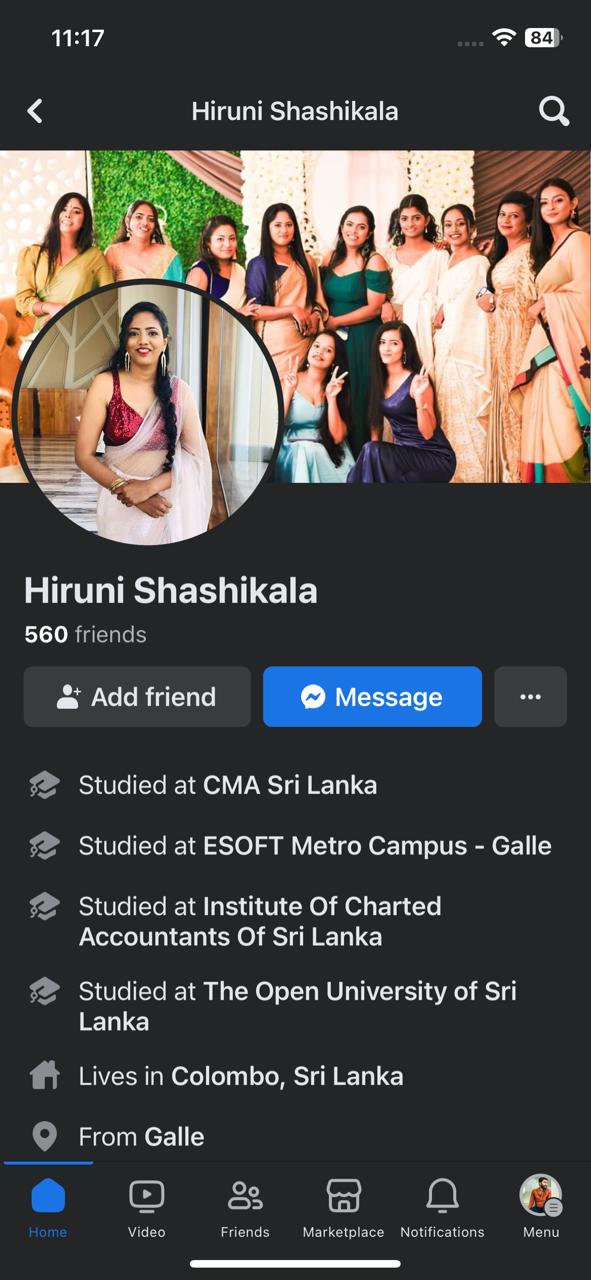 11:17
84
Hiruni Shashikala
Hiruni Shashikala
560 friends
Add friend
Message
Studied at CMA Sri Lanka
Studied at ESOFT Metro Campus - Galle
Studied at Institute Of Charted
Accountants Of Sri Lanka
Studied at The Open University of Sri
Lanka
Lives in Colombo, Sri Lanka
From Galle
Home
Video
Friends
Marketplace
Notifications
Menu